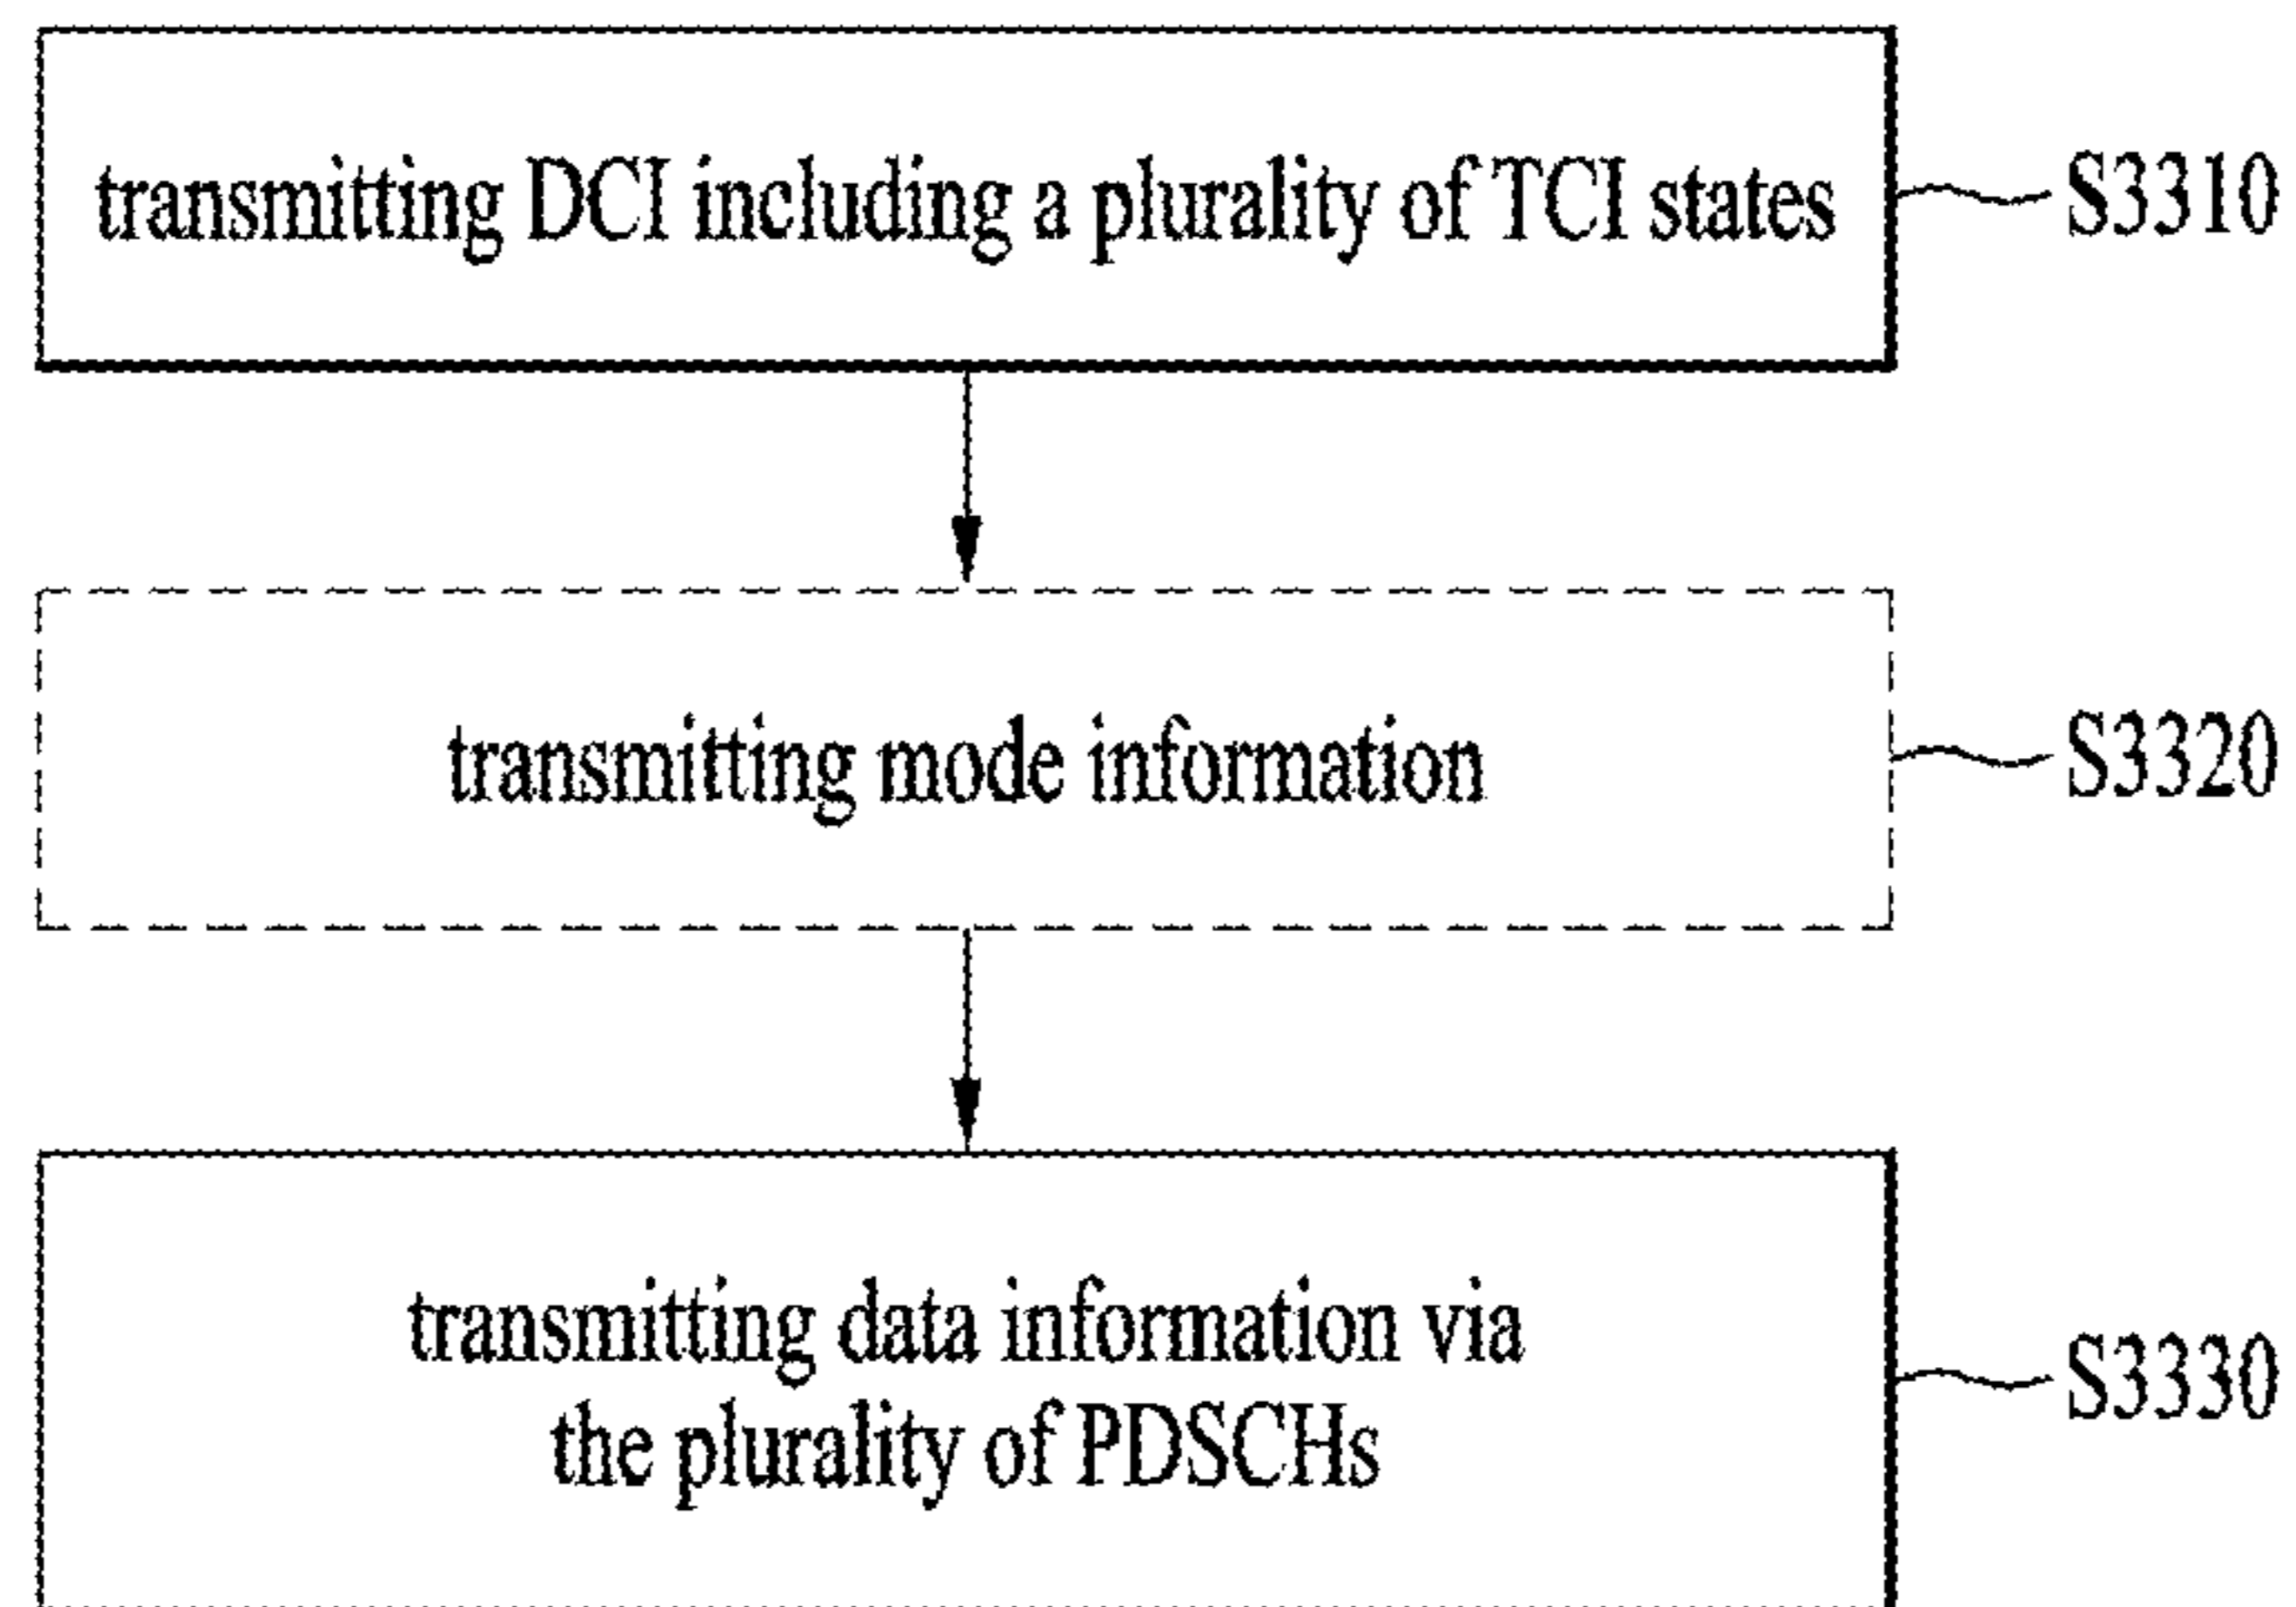 transmitting DCI including a plurality of TCI states
S3310
transmitting mode information
S3320
transmitting data information via
the plurality of PDSCHs
S3330